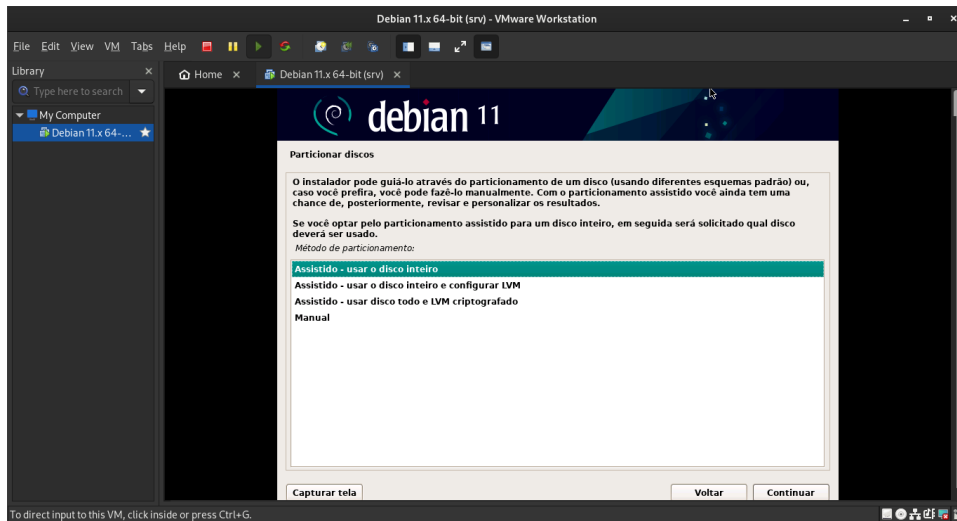 Debian 11.x 64-bit (srv) - VMware Workstation
File Edit View VM Tabs Help
Library
Home
Debian 11.x 64-bit (srv)
Type here to search
My Computer
Debian 11.x 64-...
debian 11
Particionar discos
O instalador pode guiá-lo através do particionamento de um disco (usando diferentes esquemas padrão) ou,
caso você prefira, você pode fazê-lo manualmente. Com o particionamento assistido você ainda tem uma
chance de, posteriormente, revisar e personalizar os resultados.
Se você optar pelo particionamento assistido para um disco inteiro, em seguida será solicitado qual disco
deverá ser usado.
Método de particionamento:
Assistido - usar o disco inteiro
Assistido - usar o disco inteiro e configurar LVM
Assistido - usar disco todo e LVM criptografado
Manual
Capturar tela
Voltar
Continuar
To direct input to this VM, click inside or press Ctrl+G.